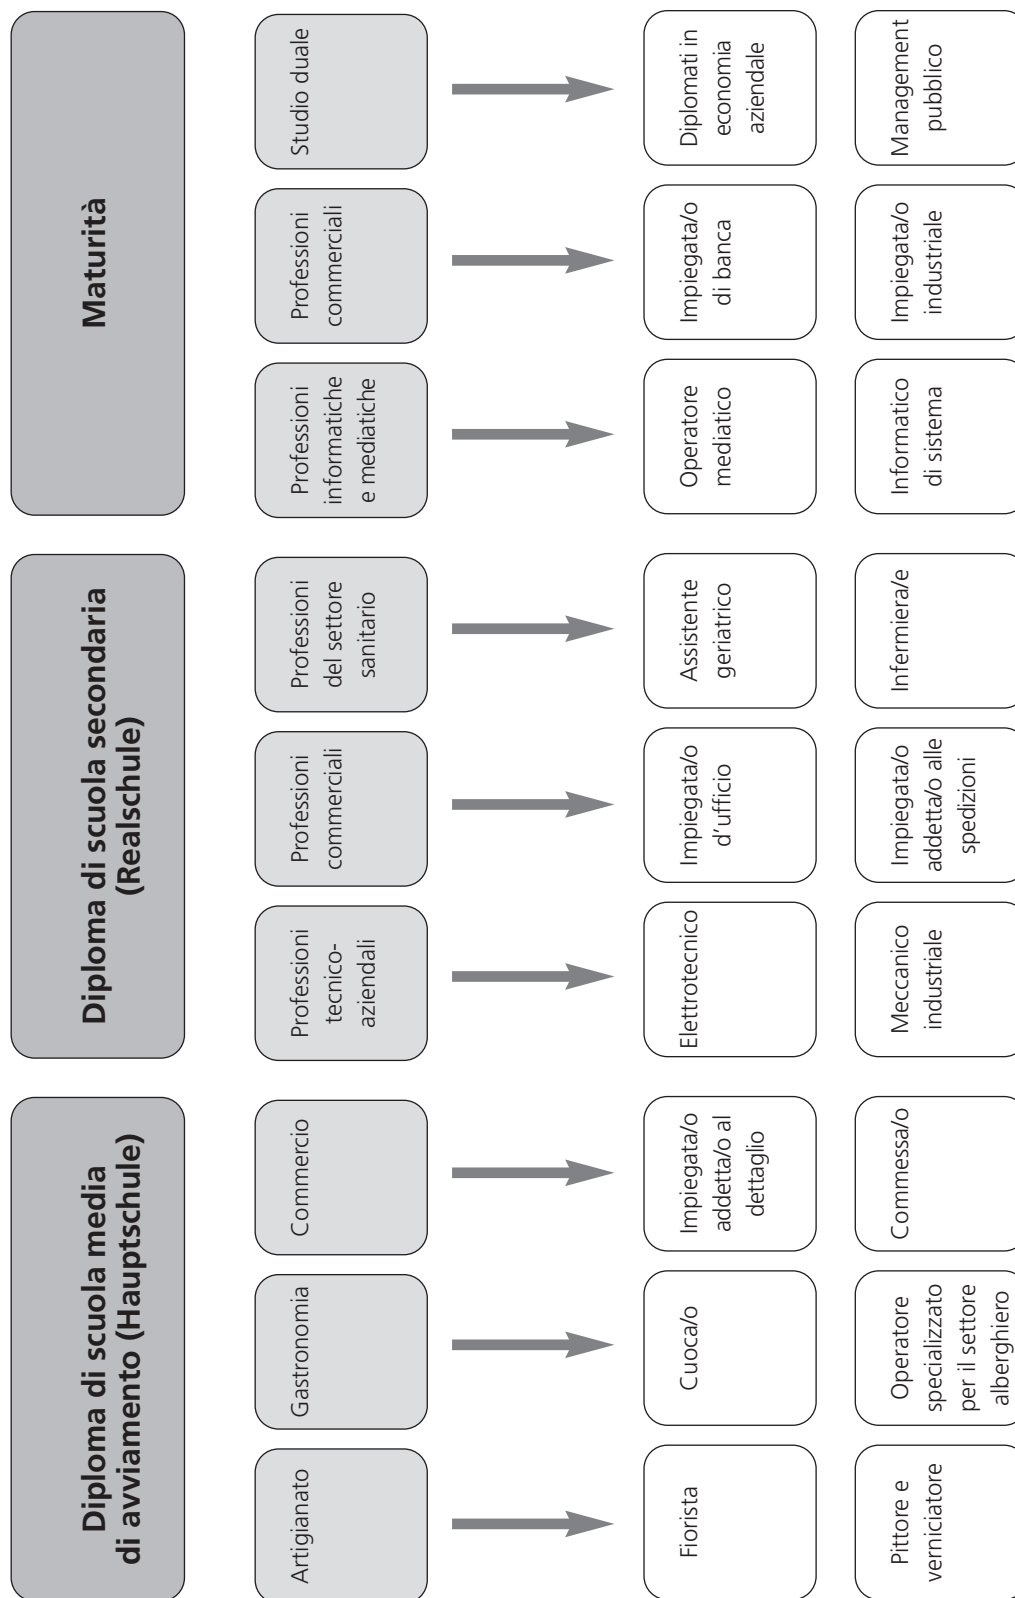 Diploma di scuola media
di avviamento (Hauptschule)
Diploma di scuola secondaria
(Realschule)
Maturità
Artigianato
Gastronomia
Commercio
Professioni
tecnico-
aziendali
Professioni
commerciali
Professioni
del settore
sanitario
Professioni
informatiche
e mediatiche
Professioni
commerciali
Studio duale
Fiorista
Cuoca/o
Impiegata/o
addetta/o al
dettaglio
Elettrotecnico
Impiegata/o
d'ufficio
Assistente
geriatrico
Operatore
mediatico
Impiegata/o
di banca
Diplomati in
economia
aziendale
Pittore e
verniciatore
Operatore
specializzato
per il settore
alberghiero
Commessa/o
Meccanico
industriale
Impiegata/o
addetta/o alle
spedizioni
Infermiera/e
Informatico
di sistema
Impiegata/o
industriale
Management
pubblico